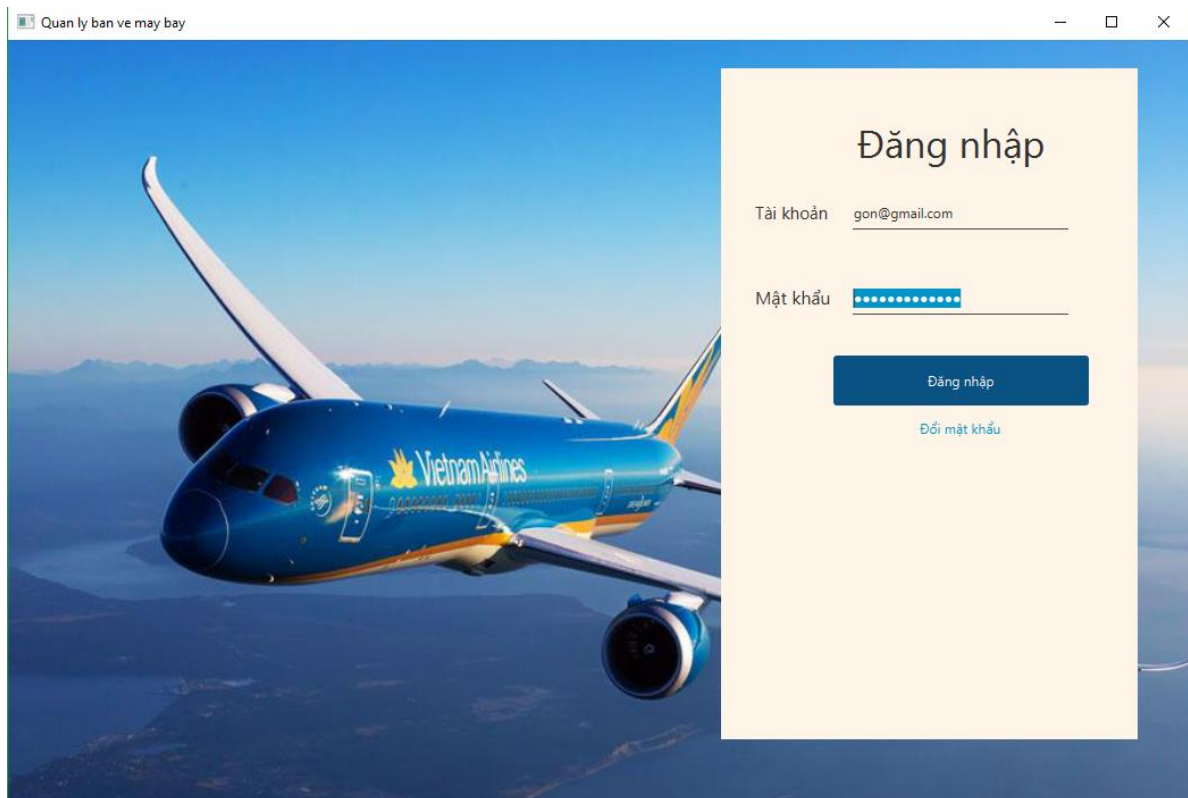 Quan ly ban ve may bay
Đăng nhập
Tài khoản gon@gmail.com
Mật khẩu •••••••••••••
Đăng nhập
Đổi mật khẩu
Vietnam Airlines